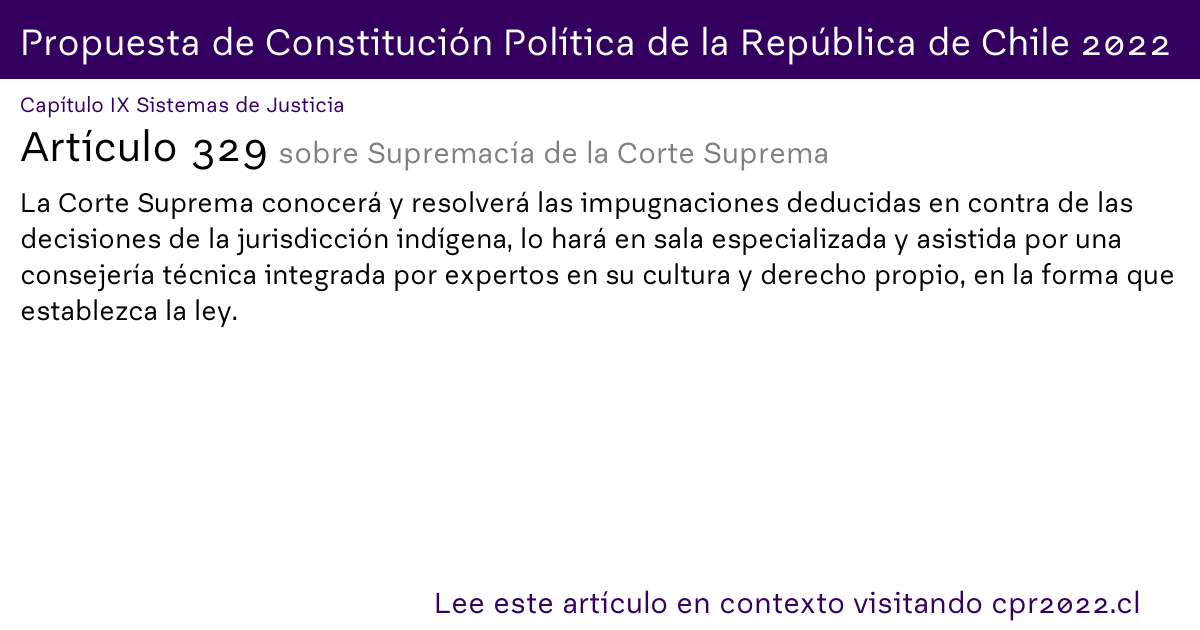 Propuesta de Constitución Política de la República de Chile 2022
Capítulo IX Sistemas de Justicia
Artículo 329 sobre Supremacía de la Corte Suprema
La Corte Suprema conocerá y resolverá las impugnaciones deducidas en contra de las
decisiones de la jurisdicción indígena, lo hará en sala especializada y asistida por una
consejería técnica integrada por expertos en su cultura y derecho propio, en la forma que
establezca la ley.
Lee este artículo en contexto visitando cpr2022.cl